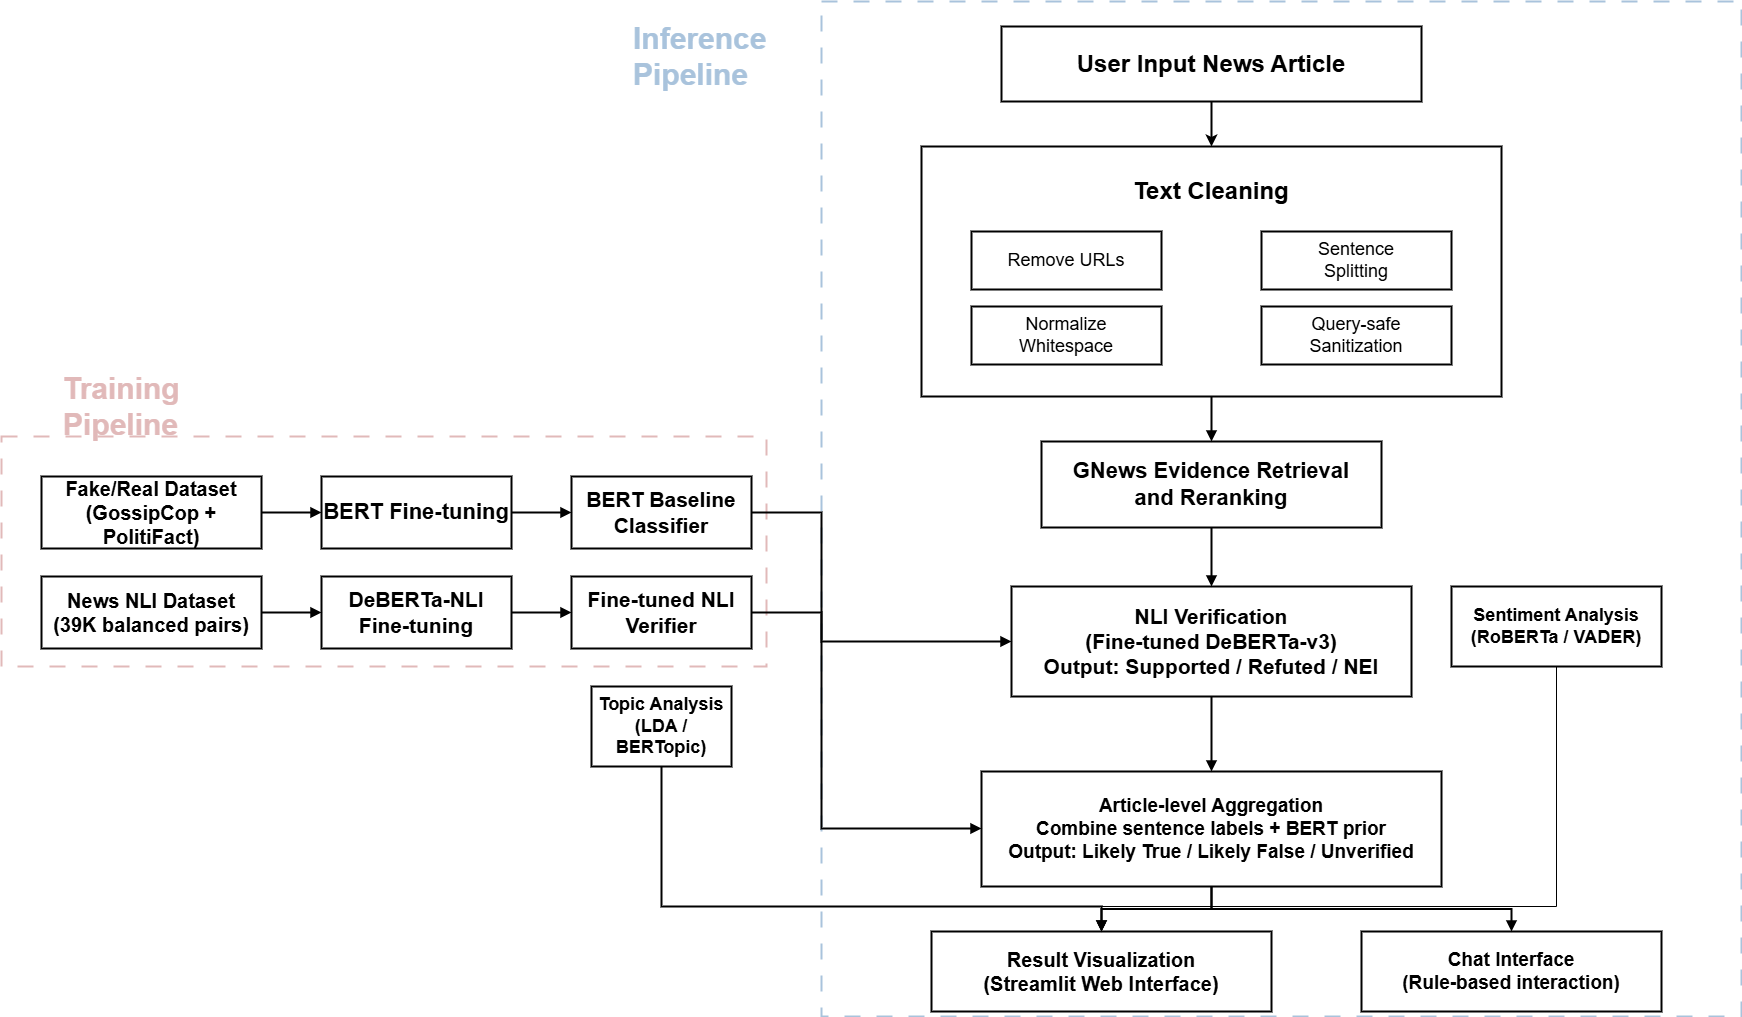 Inference
Pipeline
User Input News Article
Text Cleaning
Remove URLs
Sentence
Splitting
Normalize
Whitespace
Query-safe
Sanitization
GNews Evidence Retrieval
and Reranking
Training
Pipeline
Fake/Real Dataset
(GossipCop +
PolitiFact)
BERT Fine-tuning
BERT Baseline
Classifier
News NLI Dataset
(39K balanced pairs)
DeBERTa-NLI
Fine-tuning
Fine-tuned NLI
Verifier
NLI Verification
(Fine-tuned DeBERTa-v3)
Output: Supported / Refuted / NEI
Sentiment Analysis
(RoBERTa / VADER)
Topic Analysis
(LDA /
BERTopic)
Article-level Aggregation
Combine sentence labels + BERT prior
Output: Likely True / Likely False / Unverified
Result Visualization
(Streamlit Web Interface)
Chat Interface
(Rule-based interaction)